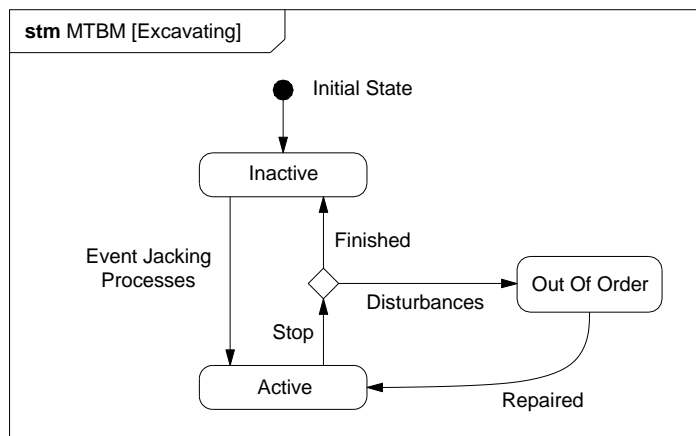 stm MTBM [Excavating]
Initial State
Inactive
Finished
Event Jacking
Processes
Out Of Order
Disturbances
Stop
Active
Repaired